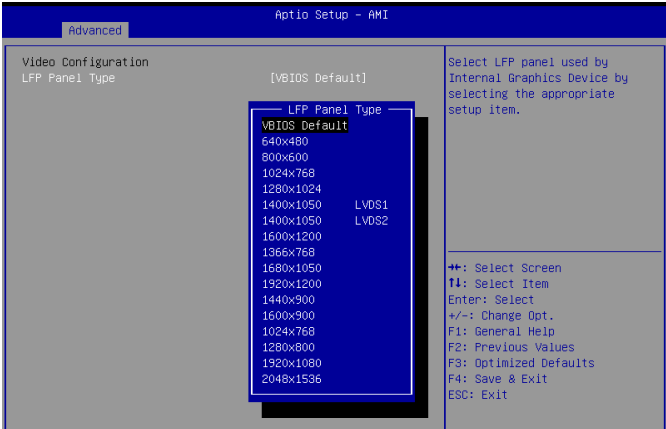 Aptio Setup - AMI
Advanced
Video Configuration
LFP Panel Type [VBIOS Default]
LFP Panel Type
VBIOS Default
640x480
800x600
1024x768
1280x1024
1400x1050 LVDS1
1400x1050 LVDS2
1600x1200
1366x768
1680x1050
1920x1200
1440x900
1600x900
1024x768
1280x800
1920x1080
2048x1536
Select LFP panel used by
Internal Graphics Device by
selecting the appropriate
setup item.
→←: Select Screen
↑↓: Select Item
Enter: Select
+/-: Change Opt.
F1: General Help
F2: Previous Values
F3: Optimized Defaults
F4: Save & Exit
ESC: Exit